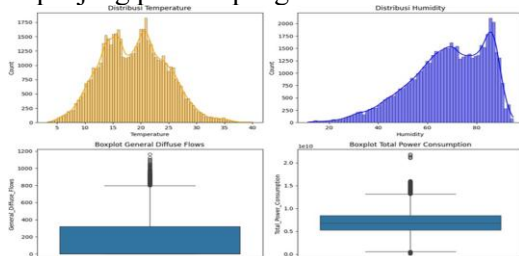 Distribusi Temperature
Count
1750
1500
1250
1000
750
500
250
0
5 10 15 20 25 30 35 40
Temperature
Distribusi Humidity
Count
2000
1750
1500
1250
1000
750
500
250
0
20 40 60 80
Humidity
Boxplot General Diffuse Flows
General_Diffuse_Flows
1200
1000
800
600
400
200
0
Boxplot Total Power Consumption
1e10
Total_Power_Consumption
2.0
1.5
1.0
0.5
0.0